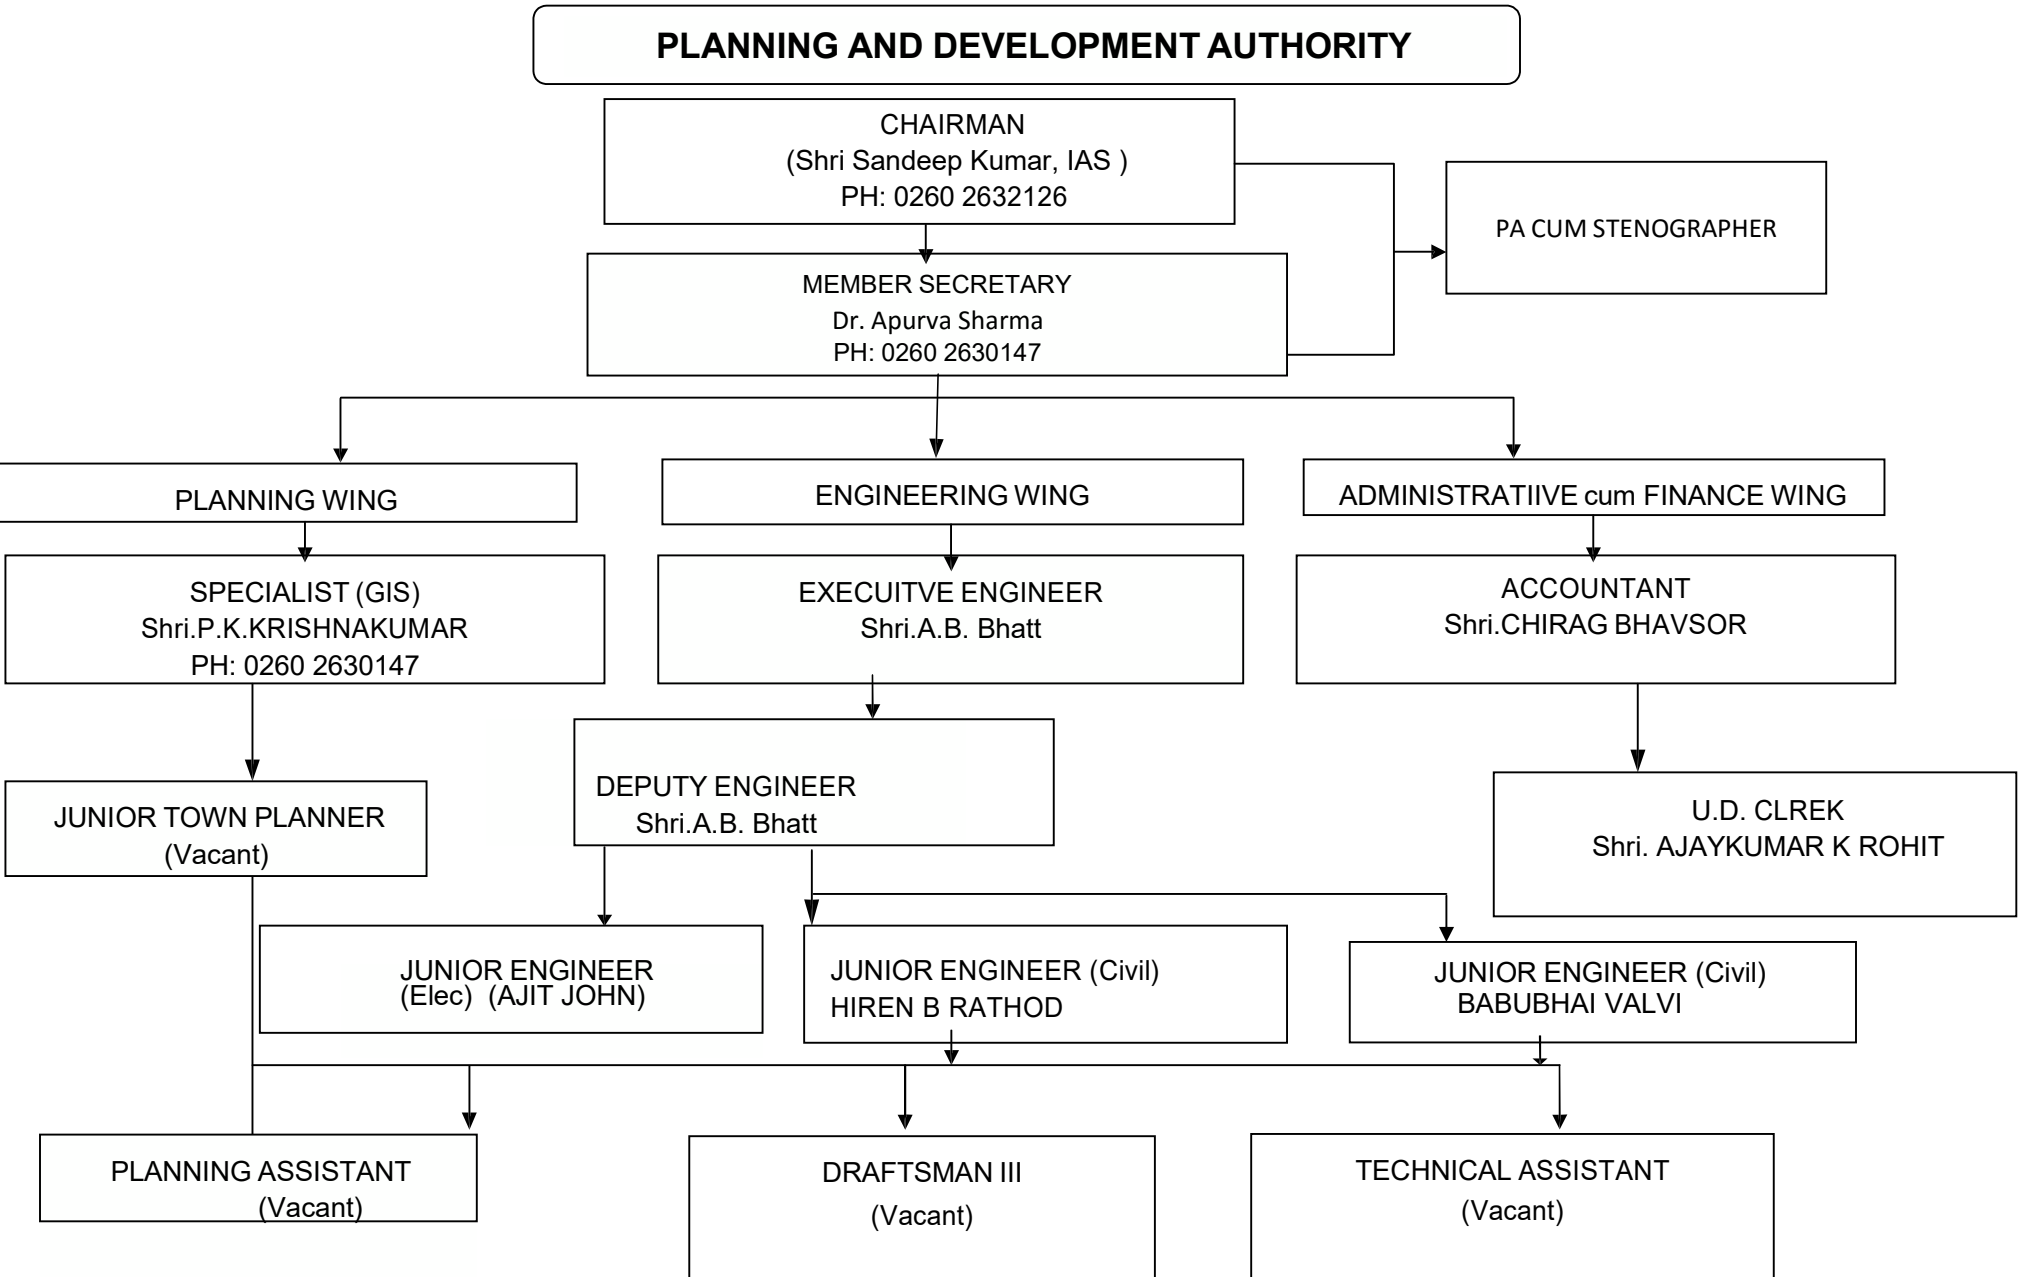 PLANNING AND DEVELOPMENT AUTHORITY
CHAIRMAN
(Shri Sandeep Kumar, IAS )
PH: 0260 2632126
PA CUM STENOGRAPHER
MEMBER SECRETARY
Dr. Apurva Sharma
PH: 0260 2630147
PLANNING WING
ENGINEERING WING
ADMINISTRATIIVE cum FINANCE WING
SPECIALIST (GIS)
Shri.P.K.KRISHNAKUMAR
PH: 0260 2630147
EXECUITVE ENGINEER
Shri.A.B. Bhatt
ACCOUNTANT
Shri.CHIRAG BHAVSOR
JUNIOR TOWN PLANNER
(Vacant)
DEPUTY ENGINEER
Shri.A.B. Bhatt
U.D. CLREK
Shri. AJAYKUMAR K ROHIT
JUNIOR ENGINEER
(Elec) (AJIT JOHN)
JUNIOR ENGINEER (Civil)
HIREN B RATHOD
JUNIOR ENGINEER (Civil)
BABUBHAI VALVI
PLANNING ASSISTANT
(Vacant)
DRAFTSMAN III
(Vacant)
TECHNICAL ASSISTANT
(Vacant)